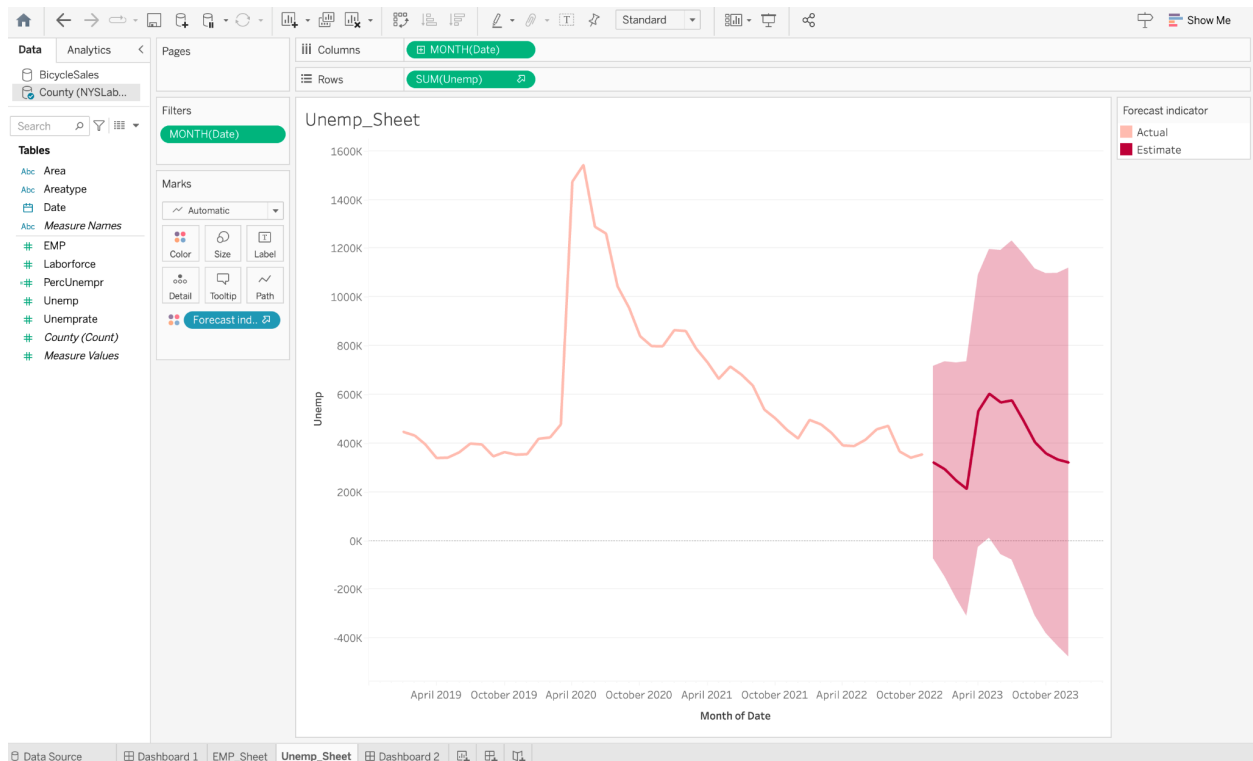 Standard
Show Me
Data
Analytics
BicycleSales
County (NYSLab...
Search
Tables
Abc Area
Abc Areatype
Date
Abc Measure Names
# EMP
# Laborforce
=# PercUnempr
# Unemp
# Unemprate
# County (Count)
# Measure Values
Pages
Filters
MONTH(Date)
Marks
Automatic
Color
Size
Label
Detail
Tooltip
Path
Forecast ind..
Columns
MONTH(Date)
Rows
SUM(Unemp)
Unemp_Sheet
1600K
1400K
1200K
1000K
800K
600K
400K
200K
0K
-200K
-400K
Unemp
April 2019 October 2019 April 2020 October 2020 April 2021 October 2021 April 2022 October 2022 April 2023 October 2023
Month of Date
Forecast indicator
Actual
Estimate
Data Source
Dashboard 1
EMP_Sheet
Unemp_Sheet
Dashboard 2